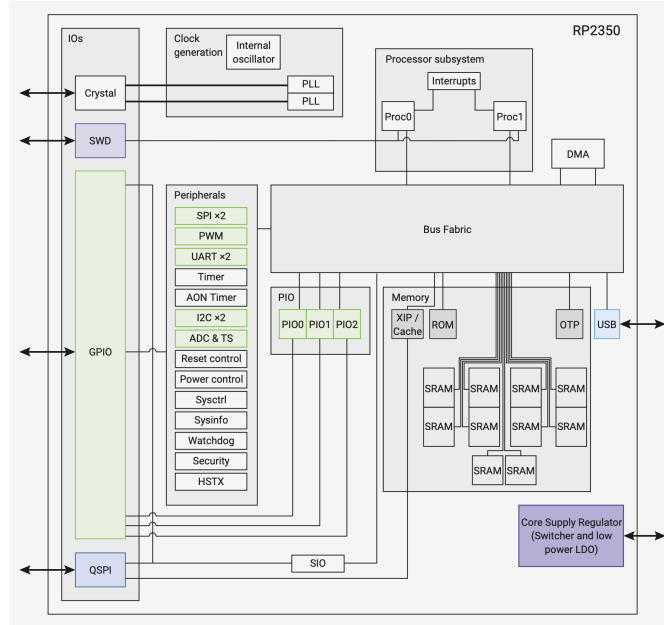 RP2350
IOs
Crystal
SWD
GPIO
QSPI
Clock
generation
Internal
oscillator
PLL
PLL
Processor subsystem
Interrupts
Proc0
Proc1
DMA
Peripherals
SPI ×2
PWM
UART ×2
Timer
AON Timer
I2C ×2
ADC & TS
Reset control
Power control
Sysctrl
Sysinfo
Watchdog
Security
HSTX
Bus Fabric
PIO
PIO0
PIO1
PIO2
Memory
XIP /
Cache
ROM
OTP
USB
SRAM
SRAM
SRAM
SRAM
SRAM
SRAM
SRAM
SRAM
SRAM
SRAM
SIO
Core Supply Regulator
(Switcher and low
power LDO)